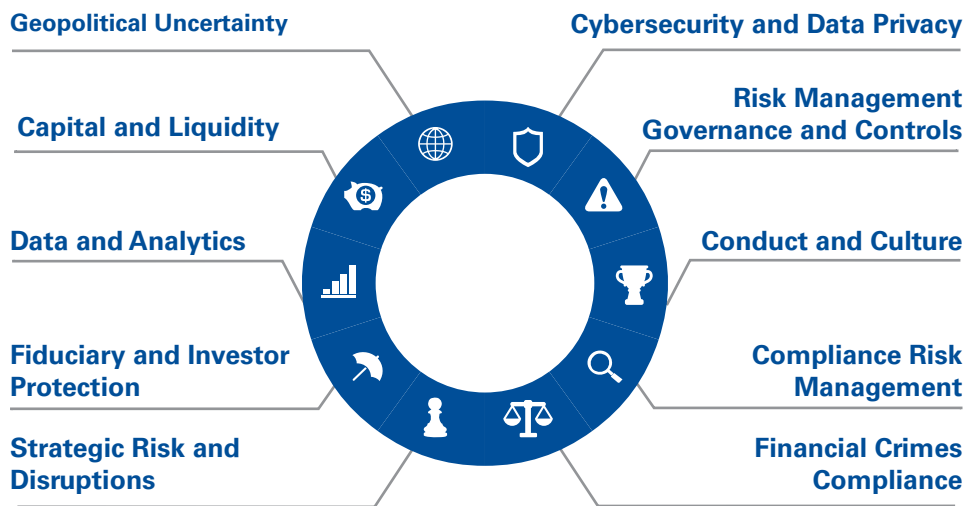 Geopolitical Uncertainty
Cybersecurity and Data Privacy
Capital and Liquidity
Risk Management
Governance and Controls
Data and Analytics
Conduct and Culture
Fiduciary and Investor
Protection
Compliance Risk
Management
Strategic Risk and
Disruptions
Financial Crimes
Compliance
$